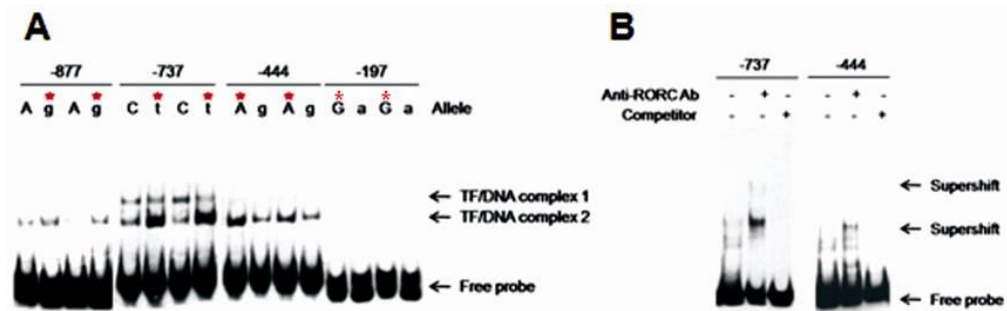 A
-877 -737 -444 -197
* * * * * *
A g A g C t C t A g A g G a G a Allele
← TF/DNA complex 1
← TF/DNA complex 2
← Free probe
B
-737 -444
Anti-RORC Ab - + - - + -
Competitor - - + - - +
← Supershift
← Supershift
← Free probe